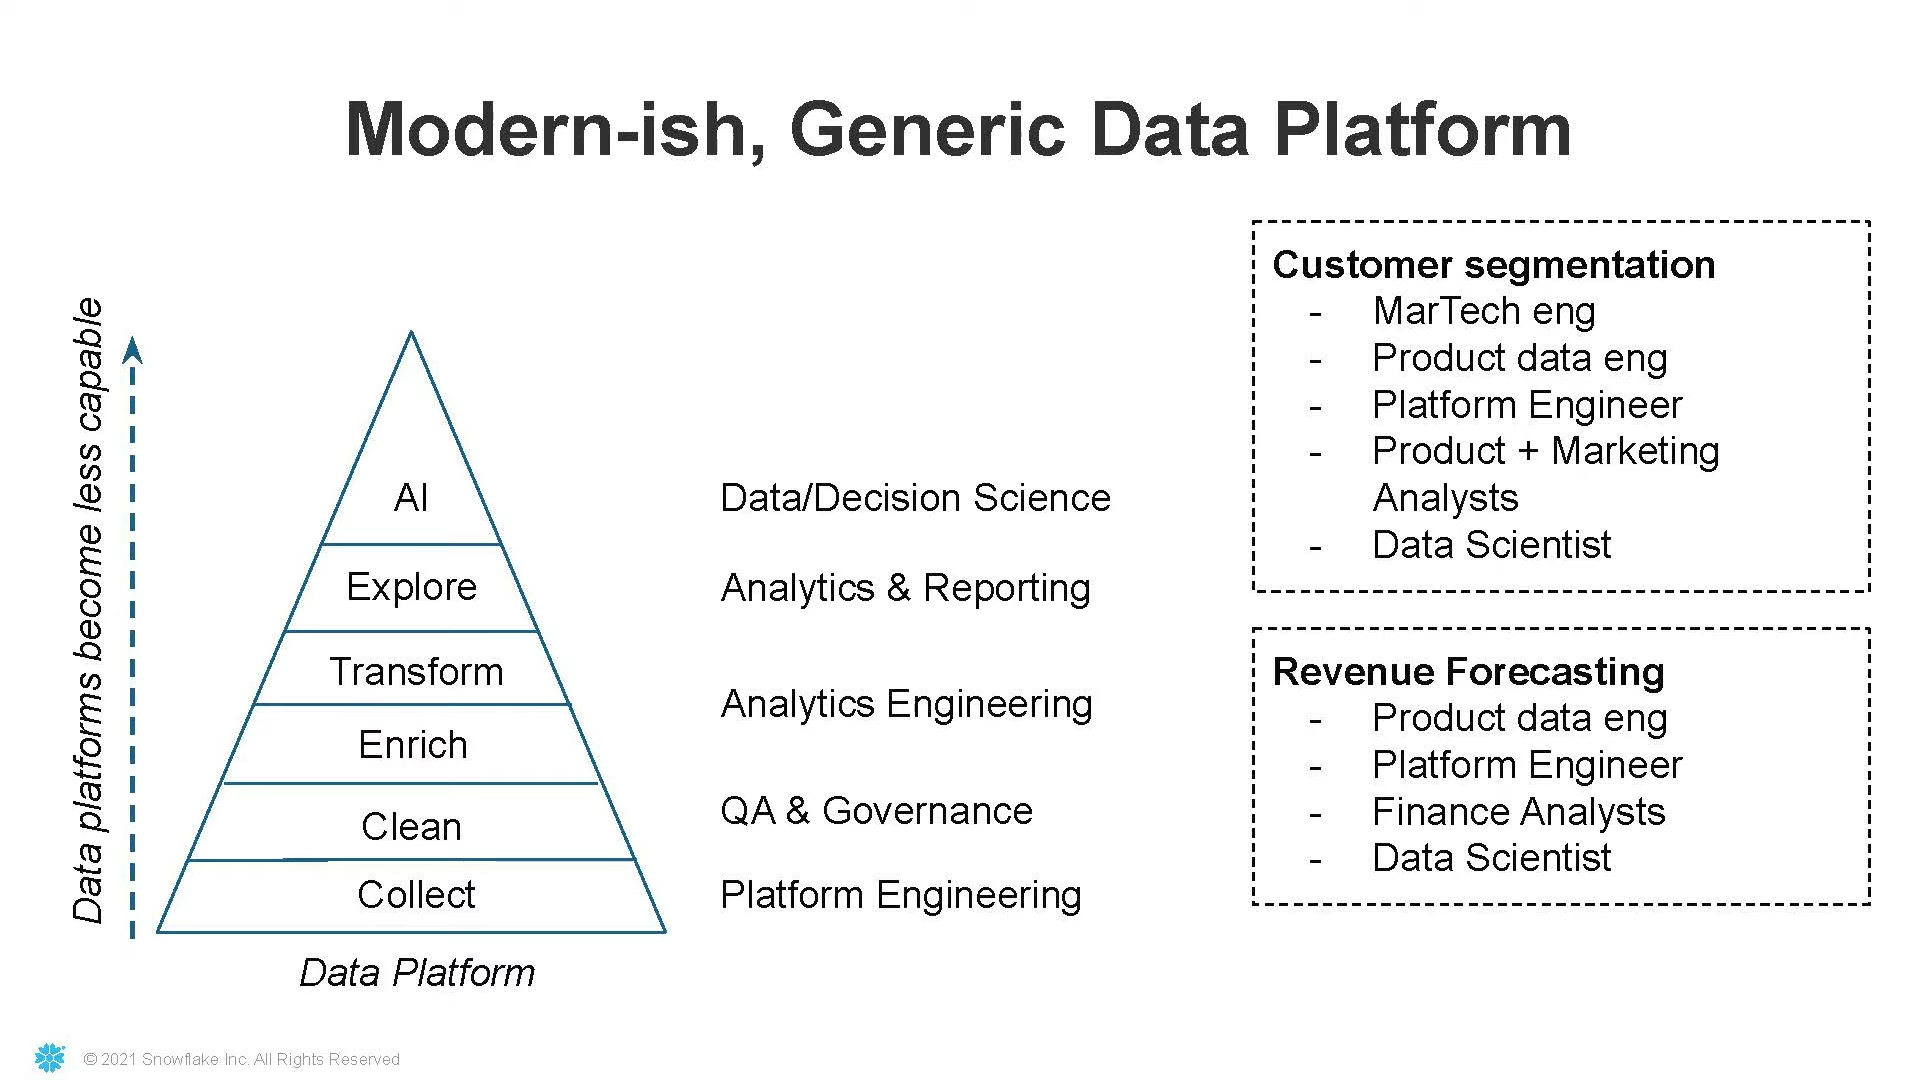 Modern-ish, Generic Data Platform
Data platforms become less capable
AI
Explore
Transform
Enrich
Clean
Collect
Data Platform
Data/Decision Science
Analytics & Reporting
Analytics Engineering
QA & Governance
Platform Engineering
Customer segmentation
- MarTech eng
- Product data eng
- Platform Engineer
- Product + Marketing
Analysts
- Data Scientist
Revenue Forecasting
- Product data eng
- Platform Engineer
- Finance Analysts
- Data Scientist
© 2021 Snowflake Inc. All Rights Reserved